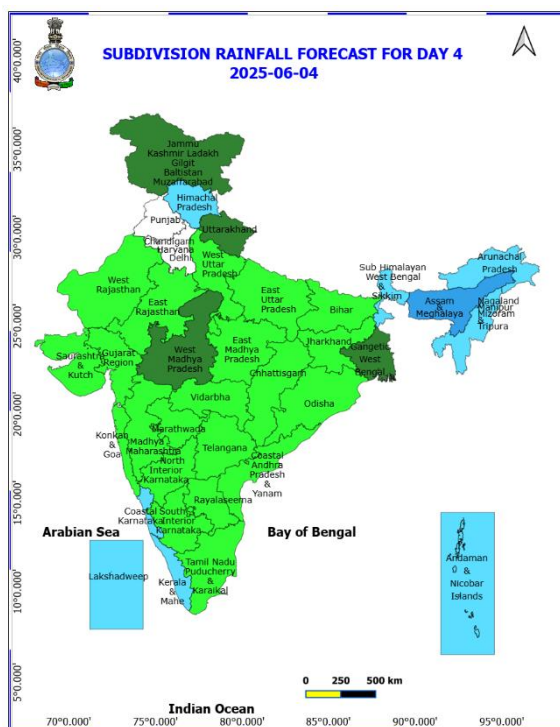 SUBDIVISION RAINFALL FORECAST FOR DAY 4
2025-06-04
40°0.000'
35°0.000'
30°0.000'
25°0.000'
20°0.000'
15°0.000'
10°0.000'
5°0.000'
Jammu
Kashmir Ladakh
Gilgit
Baltistan
Muzaffarabad
Himachal
Pradesh
Punjab
Uttarakhand
Chandigarh
Haryana
Delhi
West
Uttar
Pradesh
West
Rajasthan
East
Rajasthan
East
Uttar
Pradesh
Bihar
Sub Himalayan
West Bengal
&
Sikkim
Arunachal
Pradesh
Assam
&
Meghalaya
Nagaland
Manipur
Mizoram
&
Tripura
Saurashtra
&
Kutch
Gujarat
Region
West
Madhya
Pradesh
East
Madhya
Pradesh
Jharkhand
Gangetic
West
Bengal
Chhattisgarh
Vidarbha
Odisha
Konkan
&
Goa
Marathwada
Madhya
Maharashtra
North
Interior
Karnataka
Telangana
Coastal
Andhra
Pradesh
&
Yanam
Rayalaseema
Coastal
Karnataka
South
Interior
Karnataka
Tamil Nadu
Puducherry
&
Karaikal
Kerala
&
Mahe
Lakshadweep
Andaman
&
Nicobar
Islands
Arabian Sea
Bay of Bengal
Indian Ocean
0 250 500 km
70°0.000' 75°0.000' 80°0.000' 85°0.000' 90°0.000' 95°0.000'